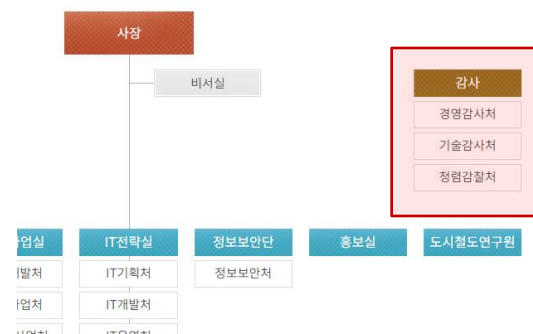 사장
비서실
감사
경영감사처
기술감사처
청렴감찰처
IT전략실
정보보안단
홍보실
도시철도연구원
IT기획처
정보보안처
IT개발처